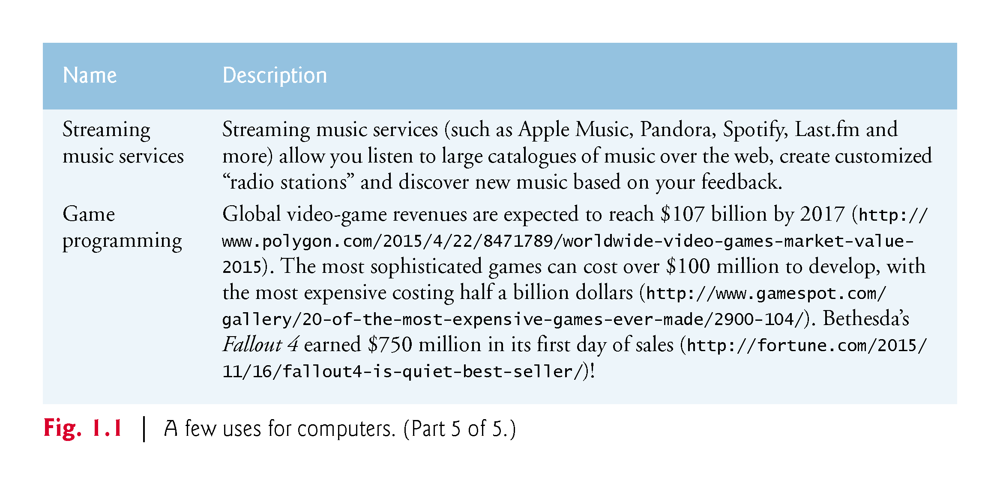 Name Description
Streaming music services
Streaming music services (such as Apple Music, Pandora, Spotify, Last.fm and
more) allow you listen to large catalogues of music over the web, create customized
“radio stations” and discover new music based on your feedback.
Game programming
Global video-game revenues are expected to reach $107 billion by 2017 (http://
www.polygon.com/2015/4/22/8471789/worldwide-video-games-market-value-
2015). The most sophisticated games can cost over $100 million to develop, with
the most expensive costing half a billion dollars (http://www.gamespot.com/
gallery/20-of-the-most-expensive-games-ever-made/2900-104/). Bethesda’s
Fallout 4 earned $750 million in its first day of sales (http://fortune.com/2015/
11/16/fallout4-is-quiet-best-seller/)!
Fig. 1.1 | A few uses for computers. (Part 5 of 5.)